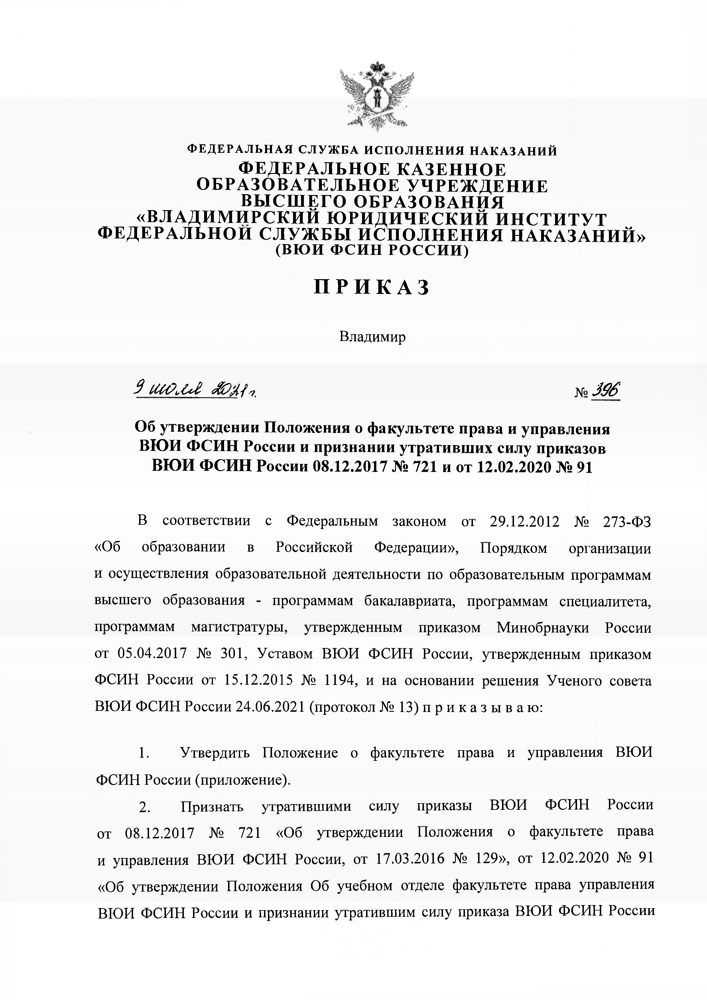 ФЕДЕРАЛЬНАЯ СЛУЖБА ИСПОЛНЕНИЯ НАКАЗАНИЙ
ФЕДЕРАЛЬНОЕ КАЗЕННОЕ
ОБРАЗОВАТЕЛЬНОЕ УЧРЕЖДЕНИЕ
ВЫСШЕГО ОБРАЗОВАНИЯ
«ВЛАДИМИРСКИЙ ЮРИДИЧЕСКИЙ ИНСТИТУТ
ФЕДЕРАЛЬНОЙ СЛУЖБЫ ИСПОЛНЕНИЯ НАКАЗАНИЙ»
(ВЮИ ФСИН РОССИИ)
П Р И К А З
Владимир
9 июля 2021 г. № 396
Об утверждении Положения о факультете права и управления
ВЮИ ФСИН России и признании утративших силу приказов
ВЮИ ФСИН России 08.12.2017 № 721 и от 12.02.2020 № 91
В соответствии с Федеральным законом от 29.12.2012 № 273-ФЗ
«Об образовании в Российской Федерации», Порядком организации
и осуществления образовательной деятельности по образовательным программам
высшего образования - программам бакалавриата, программам специалитета,
программам магистратуры, утвержденным приказом Минобрнауки России
от 05.04.2017 № 301, Уставом ВЮИ ФСИН России, утвержденным приказом
ФСИН России от 15.12.2015 № 1194, и на основании решения Ученого совета
ВЮИ ФСИН России 24.06.2021 (протокол № 13) п р и к а з ы в а ю:
1. Утвердить Положение о факультете права и управления ВЮИ
ФСИН России (приложение).
2. Признать утратившими силу приказы ВЮИ ФСИН России
от 08.12.2017 № 721 «Об утверждении Положения о факультете права
и управления ВЮИ ФСИН России, от 17.03.2016 № 129», от 12.02.2020 № 91
«Об утверждении Положения Об учебном отделе факультете права управления
ВЮИ ФСИН России и признании утратившим силу приказа ВЮИ ФСИН России